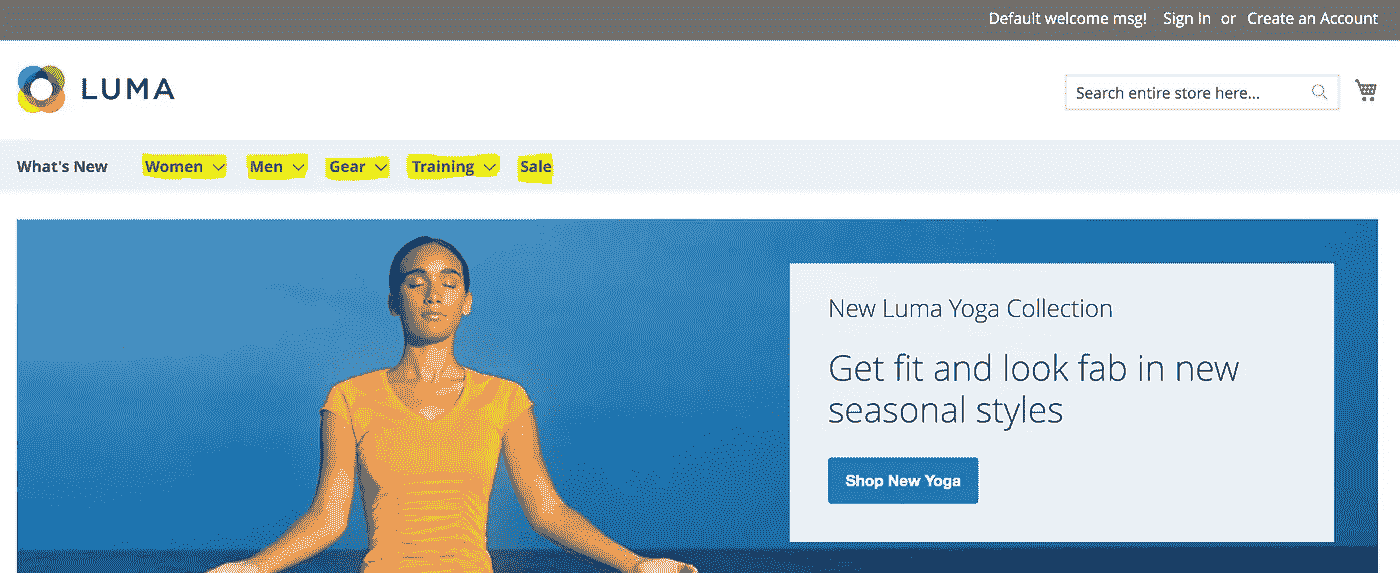 Default welcome msg! Sign In or Create an Account
LUMA
Search entire store here...
What's New Women Men Gear Training Sale
New Luma Yoga Collection
Get fit and look fab in new
seasonal styles
Shop New Yoga